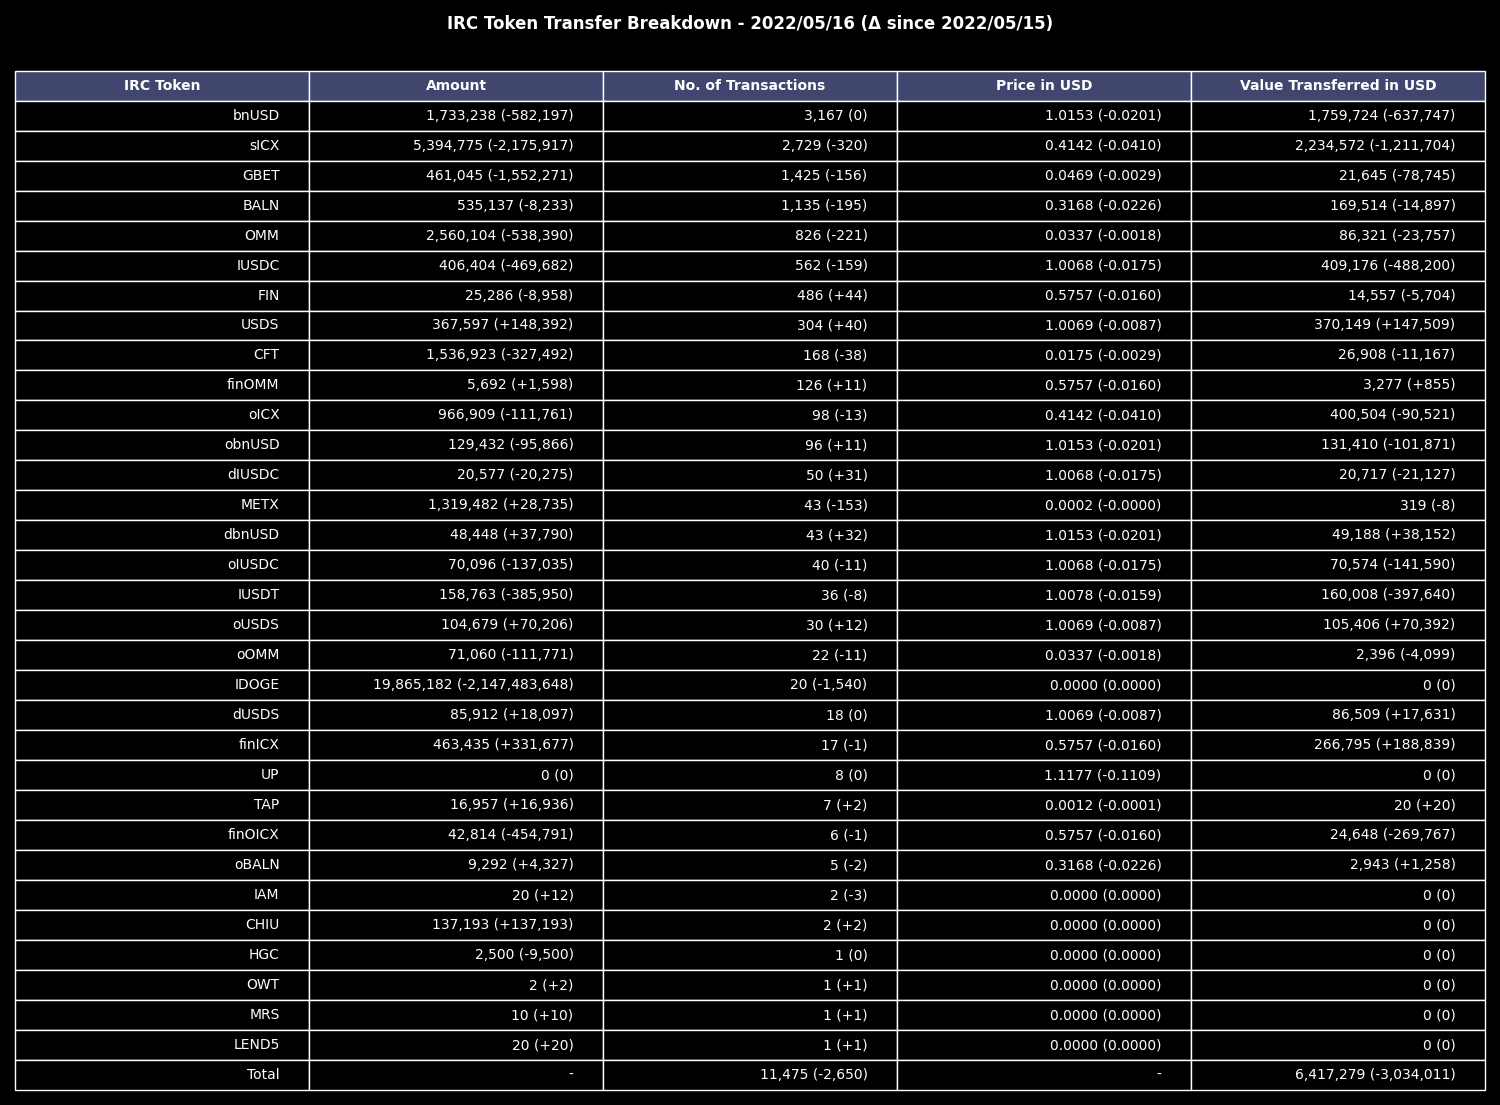 IRC Token Transfer Breakdown - 2022/05/16 (Δ since 2022/05/15)
IRC Token Amount No. of Transactions Price in USD Value Transferred in USD
bnUSD 1,733,238 (-582,197) 3,167 (0) 1.0153 (-0.0201) 1,759,724 (-637,747)
sICX 5,394,775 (-2,175,917) 2,729 (-320) 0.4142 (-0.0410) 2,234,572 (-1,211,704)
GBET 461,045 (-1,552,271) 1,425 (-156) 0.0469 (-0.0029) 21,645 (-78,745)
BALN 535,137 (-8,233) 1,135 (-195) 0.3168 (-0.0226) 169,514 (-14,897)
OMM 2,560,104 (-538,390) 826 (-221) 0.0337 (-0.0018) 86,321 (-23,757)
IUSDC 406,404 (-469,682) 562 (-159) 1.0068 (-0.0175) 409,176 (-488,200)
FIN 25,286 (-8,958) 486 (+44) 0.5757 (-0.0160) 14,557 (-5,704)
USDS 367,597 (+148,392) 304 (+40) 1.0069 (-0.0087) 370,149 (+147,509)
CFT 1,536,923 (-327,492) 168 (-38) 0.0175 (-0.0029) 26,908 (-11,167)
finOMM 5,692 (+1,598) 126 (+11) 0.5757 (-0.0160) 3,277 (+855)
oICX 966,909 (-111,761) 98 (-13) 0.4142 (-0.0410) 400,504 (-90,521)
obnUSD 129,432 (-95,866) 96 (+11) 1.0153 (-0.0201) 131,410 (-101,871)
dIUSDC 20,577 (-20,275) 50 (+31) 1.0068 (-0.0175) 20,717 (-21,127)
METX 1,319,482 (+28,735) 43 (-153) 0.0002 (-0.0000) 319 (-8)
dbnUSD 48,448 (+37,790) 43 (+32) 1.0153 (-0.0201) 49,188 (+38,152)
oIUSDC 70,096 (-137,035) 40 (-11) 1.0068 (-0.0175) 70,574 (-141,590)
IUSDT 158,763 (-385,950) 36 (-8) 1.0078 (-0.0159) 160,008 (-397,640)
oUSDS 104,679 (+70,206) 30 (+12) 1.0069 (-0.0087) 105,406 (+70,392)
oOMM 71,060 (-111,771) 22 (-11) 0.0337 (-0.0018) 2,396 (-4,099)
IDOGE 19,865,182 (-2,147,483,648) 20 (-1,540) 0.0000 (0.0000) 0 (0)
dUSDS 85,912 (+18,097) 18 (0) 1.0069 (-0.0087) 86,509 (+17,631)
finICX 463,435 (+331,677) 17 (-1) 0.5757 (-0.0160) 266,795 (+188,839)
UP 0 (0) 8 (0) 1.1177 (-0.1109) 0 (0)
TAP 16,957 (+16,936) 7 (+2) 0.0012 (-0.0001) 20 (+20)
finOICX 42,814 (-454,791) 6 (-1) 0.5757 (-0.0160) 24,648 (-269,767)
oBALN 9,292 (+4,327) 5 (-2) 0.3168 (-0.0226) 2,943 (+1,258)
IAM 20 (+12) 2 (-3) 0.0000 (0.0000) 0 (0)
CHIU 137,193 (+137,193) 2 (+2) 0.0000 (0.0000) 0 (0)
HGC 2,500 (-9,500) 1 (0) 0.0000 (0.0000) 0 (0)
OWT 2 (+2) 1 (+1) 0.0000 (0.0000) 0 (0)
MRS 10 (+10) 1 (+1) 0.0000 (0.0000) 0 (0)
LEND5 20 (+20) 1 (+1) 0.0000 (0.0000) 0 (0)
Total - 11,475 (-2,650) - 6,417,279 (-3,034,011)